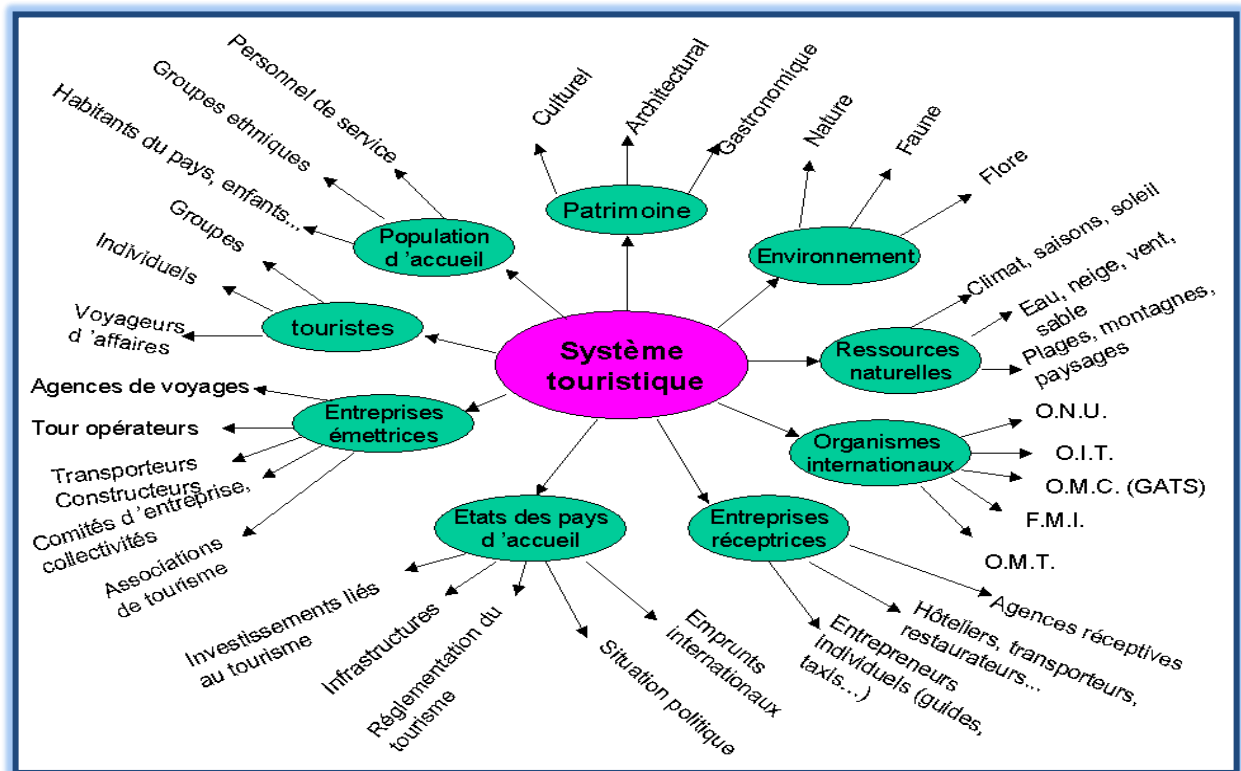 Système
touristique
Patrimoine
Culturel
Architectural
Gastronomique
Environnement
Nature
Faune
Flore
Ressources
naturelles
Climat, saisons, soleil
Eau, neige, vent,
sable
Plages, montagnes,
paysages
Organismes
internationaux
O.N.U.
O.I.T.
O.M.C. (GATS)
F.M.I.
O.M.T.
Entreprises
réceptrices
Agences réceptives
Hôteliers, transporteurs,
restaurateurs...
Entrepreneurs
individuels (guides,
taxis...)
Etats des pays
d 'accueil
Emprunts
internationaux
Situation politique
Réglementation du
tourisme
Infrastructures
Investissements liés
au tourisme
Entreprises
émettrices
Agences de voyages
Tour opérateurs
Transporteurs
Constructeurs
Comités d 'entreprise,
collectivités
Associations
de tourisme
touristes
Voyageurs
d 'affaires
Individuels
Groupes
Population
d 'accueil
Habitants du pays, enfants...
Groupes ethniques
Personnel de service